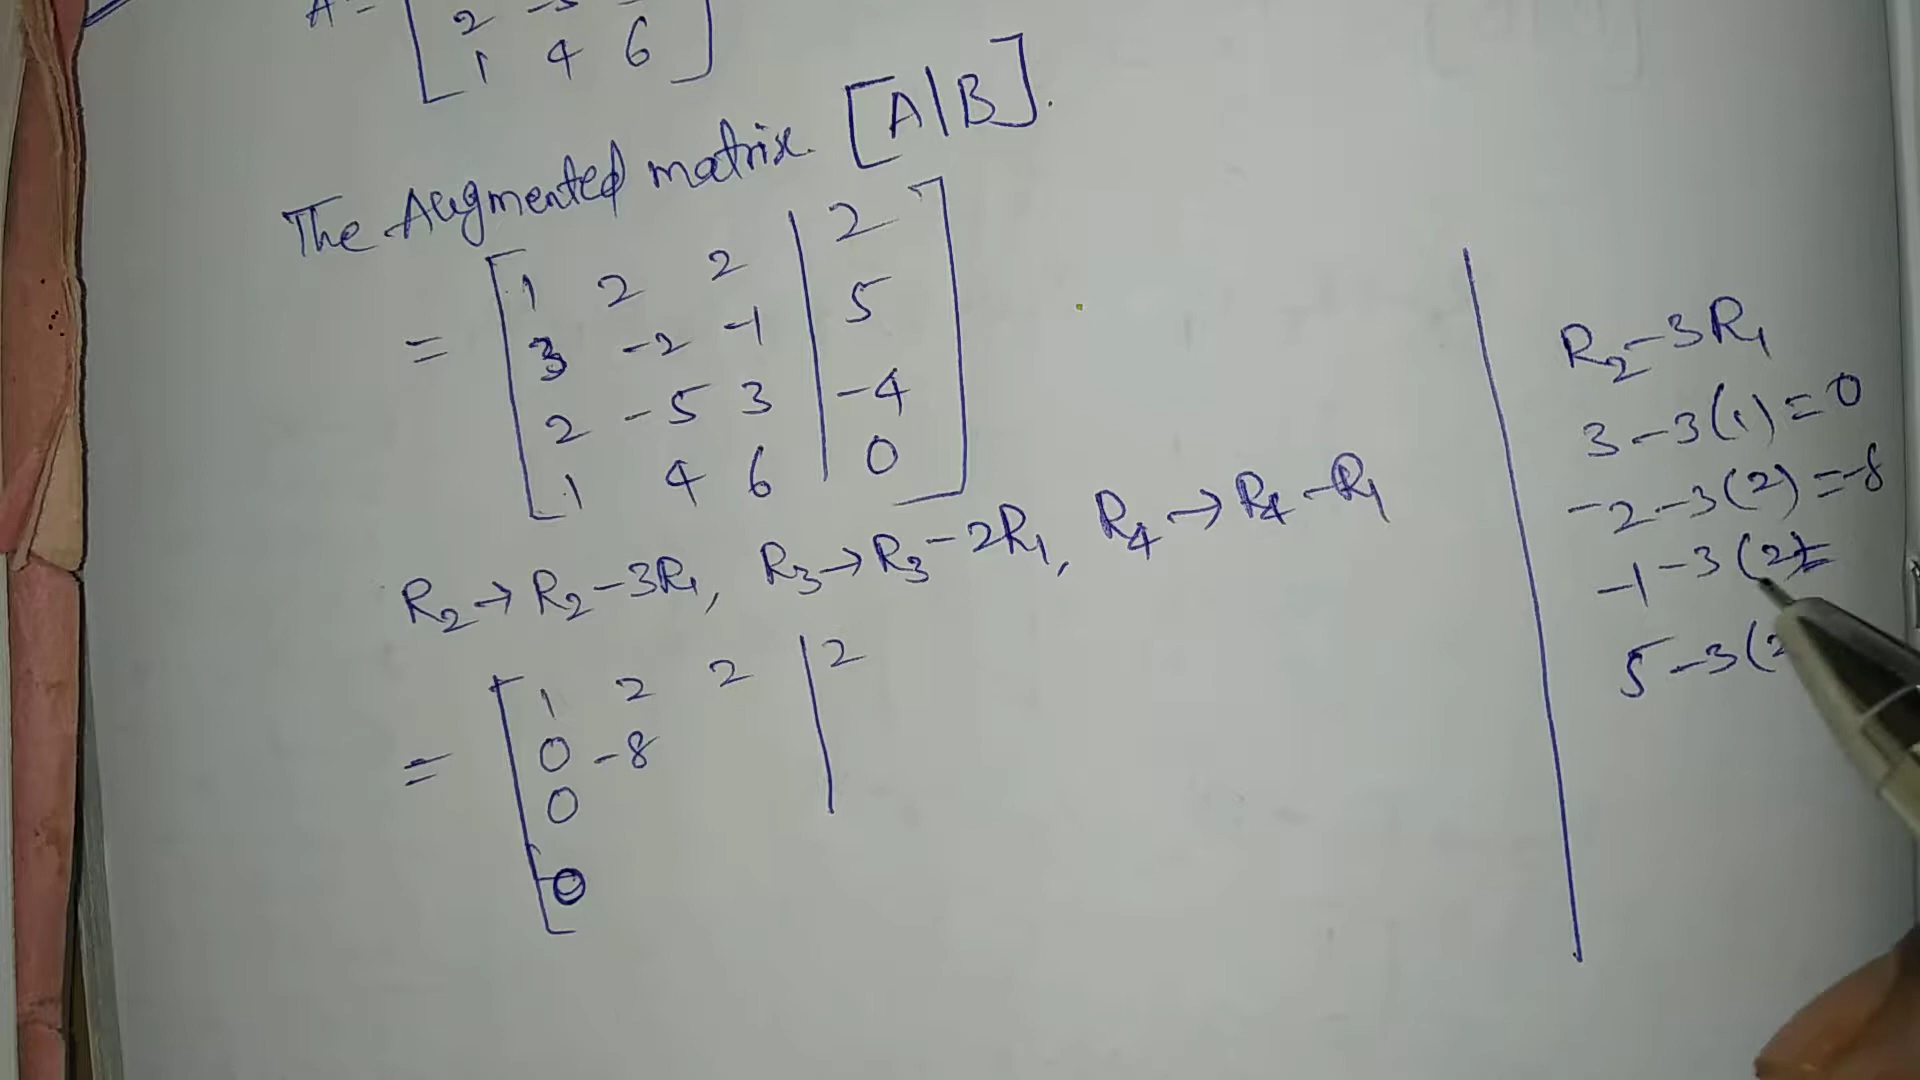 A =
2 -5
1 4 6
The Augmented matrix [A|B].
1 2 2 | 2
= 3 -2 -1 | 5
2 -5 3 | -4
1 4 6 | 0
R2 → R2 - 3R1, R3 → R3 - 2R1, R4 → R4 - R1
1 2 2 | 2
= 0 -8
0
0
R2 - 3R1
3 - 3(1) = 0
-2 - 3(2) = -8
-1 - 3(2) =
5 - 3(2